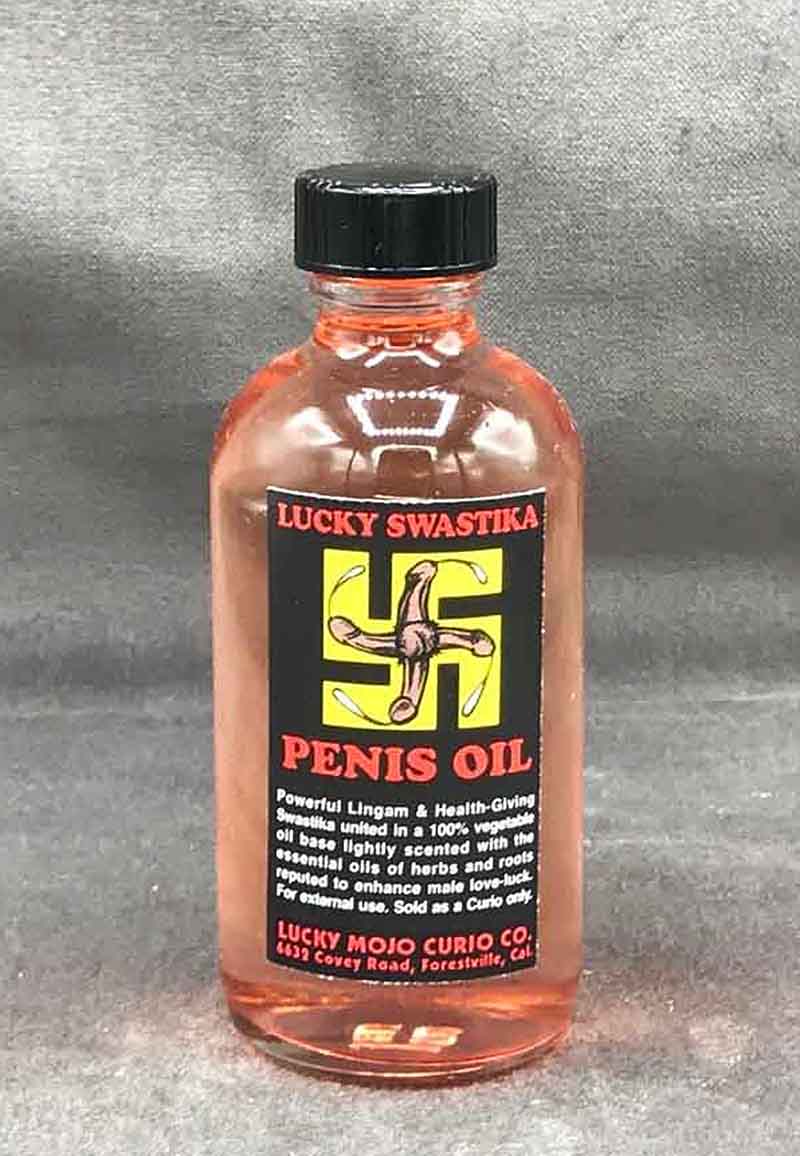 LUCKY SWASTIKA
PENIS OIL
Powerful Lingam & Health-Giving
Swastika united in a 100% vegetable
oil base lightly scented with the
essential oils of herbs and roots
reputed to enhance male love-luck.
For external use. Sold as a Curio only.
LUCKY MOJO CURIO CO.
6632 Covey Road, Forestville, Cal.